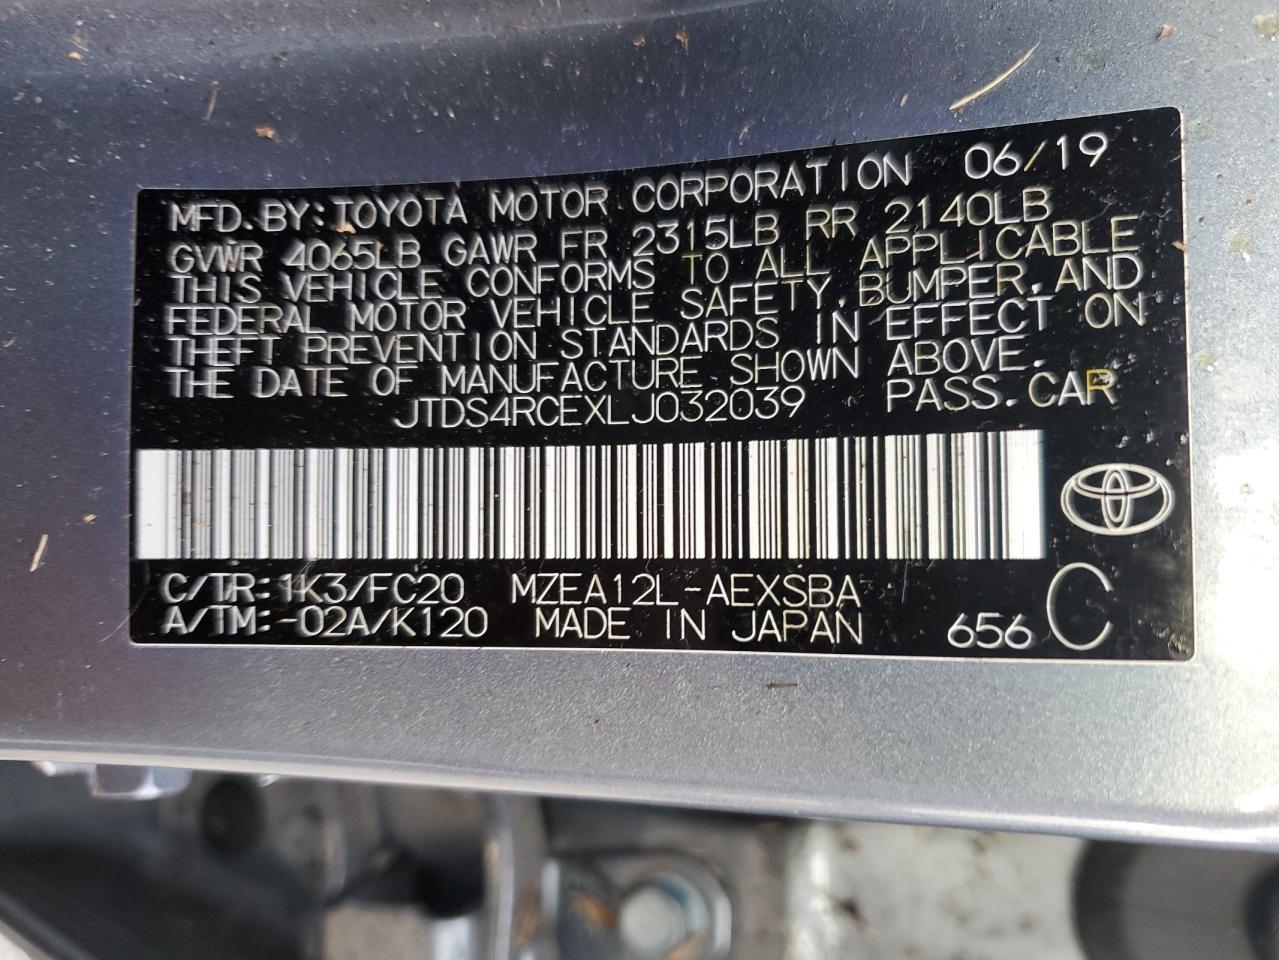 MFD.BY:TOYOTA MOTOR CORPORATION 06/19
GVWR 4065LB GAWR FR 2315LB RR 2140LB
THIS VEHICLE CONFORMS TO ALL APPLICABLE
FEDERAL MOTOR VEHICLE SAFETY,BUMPER,AND
THEFT PREVENTION STANDARDS IN EFFECT ON
THE DATE OF MANUFACTURE SHOWN ABOVE.
JTDS4RCEXLJ032039 PASS.CAR
C/TR:1K3/FC20 MZEA12L-AEXSBA
A/TM:-02A/K120 MADE IN JAPAN 656 C